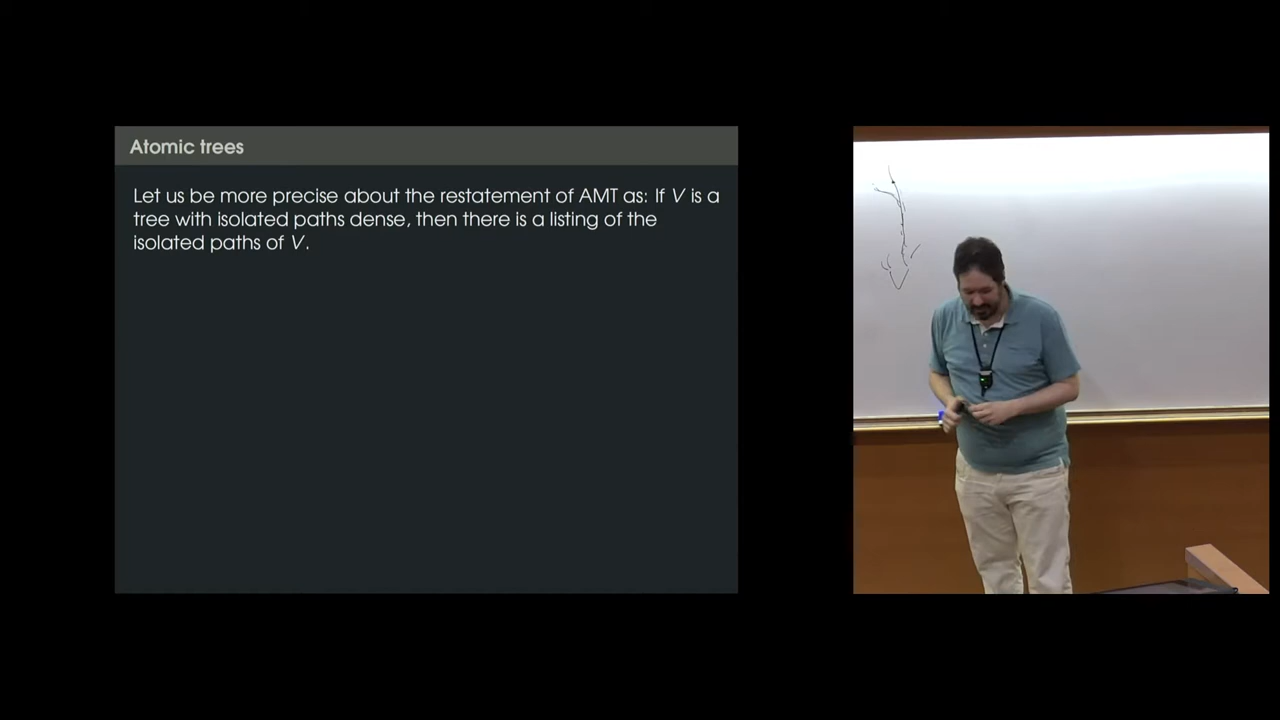 Atomic trees
Let us be more precise about the restatement of AMT as: If V is a
tree with isolated paths dense, then there is a listing of the
isolated paths of V.